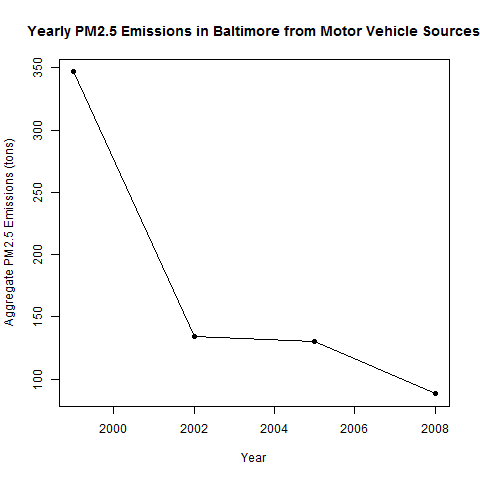 Yearly PM2.5 Emissions in Baltimore from Motor Vehicle Sources
Aggregate PM2.5 Emissions (tons)
350
300
250
200
150
100
2000 2002 2004 2006 2008
Year